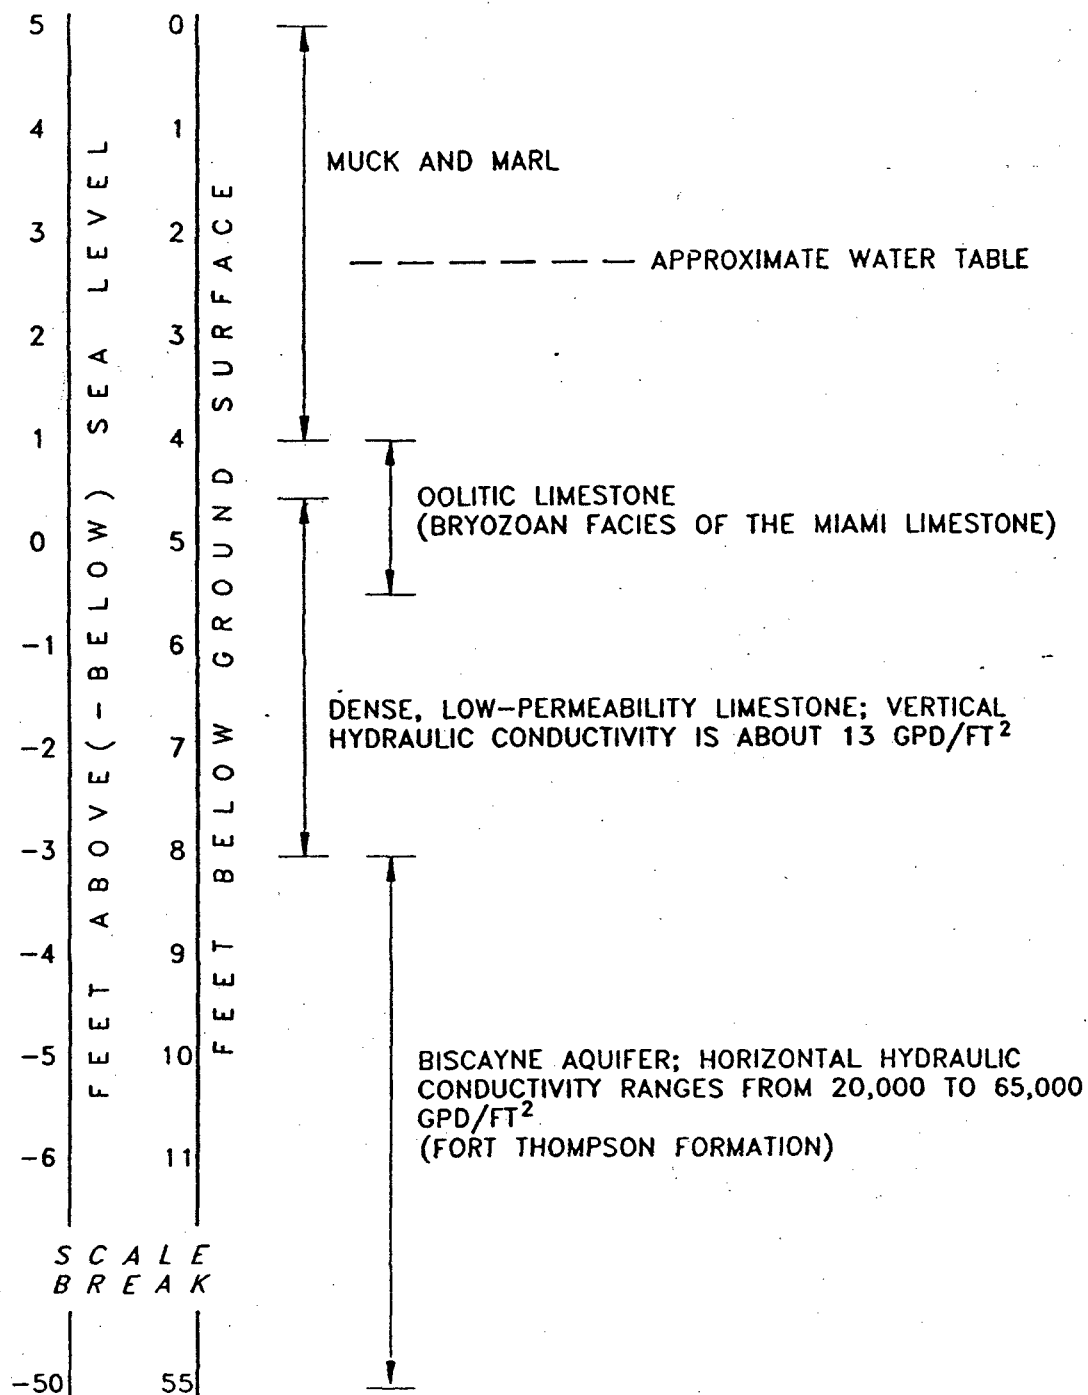 5 0
4 1
MUCK AND MARL
3 2
APPROXIMATE WATER TABLE
2 3
1 4
OOLITIC LIMESTONE
(BRYOZOAN FACIES OF THE MIAMI LIMESTONE)
0 5
-1 6
DENSE, LOW-PERMEABILITY LIMESTONE; VERTICAL
HYDRAULIC CONDUCTIVITY IS ABOUT 13 GPD/FT²
-2 7
-3 8
-4 9
-5 10
BISCAYNE AQUIFER; HORIZONTAL HYDRAULIC
CONDUCTIVITY RANGES FROM 20,000 TO 65,000
GPD/FT²
(FORT THOMPSON FORMATION)
-6 11
SCALE
BREAK
-50 55
FEET ABOVE(-BELOW) SEA LEVEL
FEET BELOW GROUND SURFACE